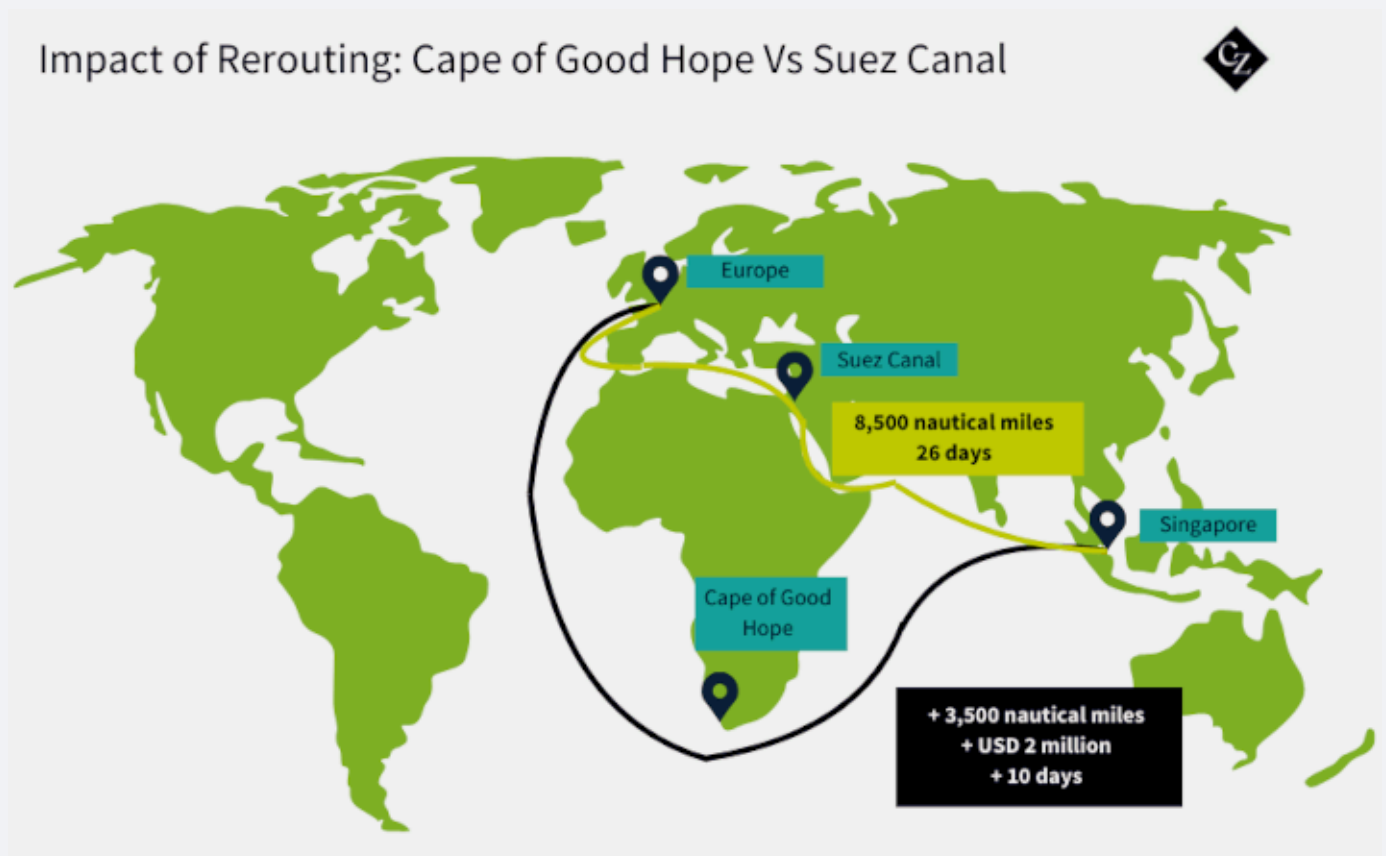 Impact of Rerouting: Cape of Good Hope Vs Suez Canal
CZ
Europe
Suez Canal
8,500 nautical miles
26 days
Singapore
Cape of Good
Hope
+ 3,500 nautical miles
+ USD 2 million
+ 10 days